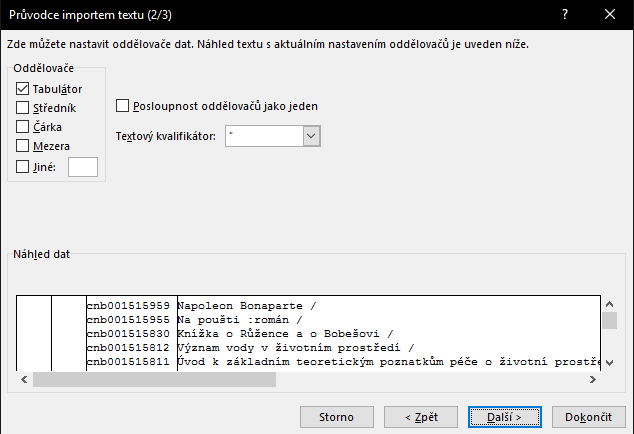 Průvodce importem textu (2/3)
Zde můžete nastavit oddělovače dat. Náhled textu s aktuálním nastavením oddělovačů je uveden níže.
Oddělovače
Tabulátor
Středník
Čárka
Mezera
Jiné:
Posloupnost oddělovačů jako jeden
Textový kvalifikátor: "
Náhled dat
cnb001515959 Napoleon Bonaparte /
cnb001515955 Na poušti :román /
cnb001515830 Knížka o Růžence a o Bobešovi /
cnb001515812 Význam vody v životním prostředí /
cnb001515811 Úvod k základním teoretickým poznatkům péče o životní prostře
Storno
< Zpět
Další >
Dokončit